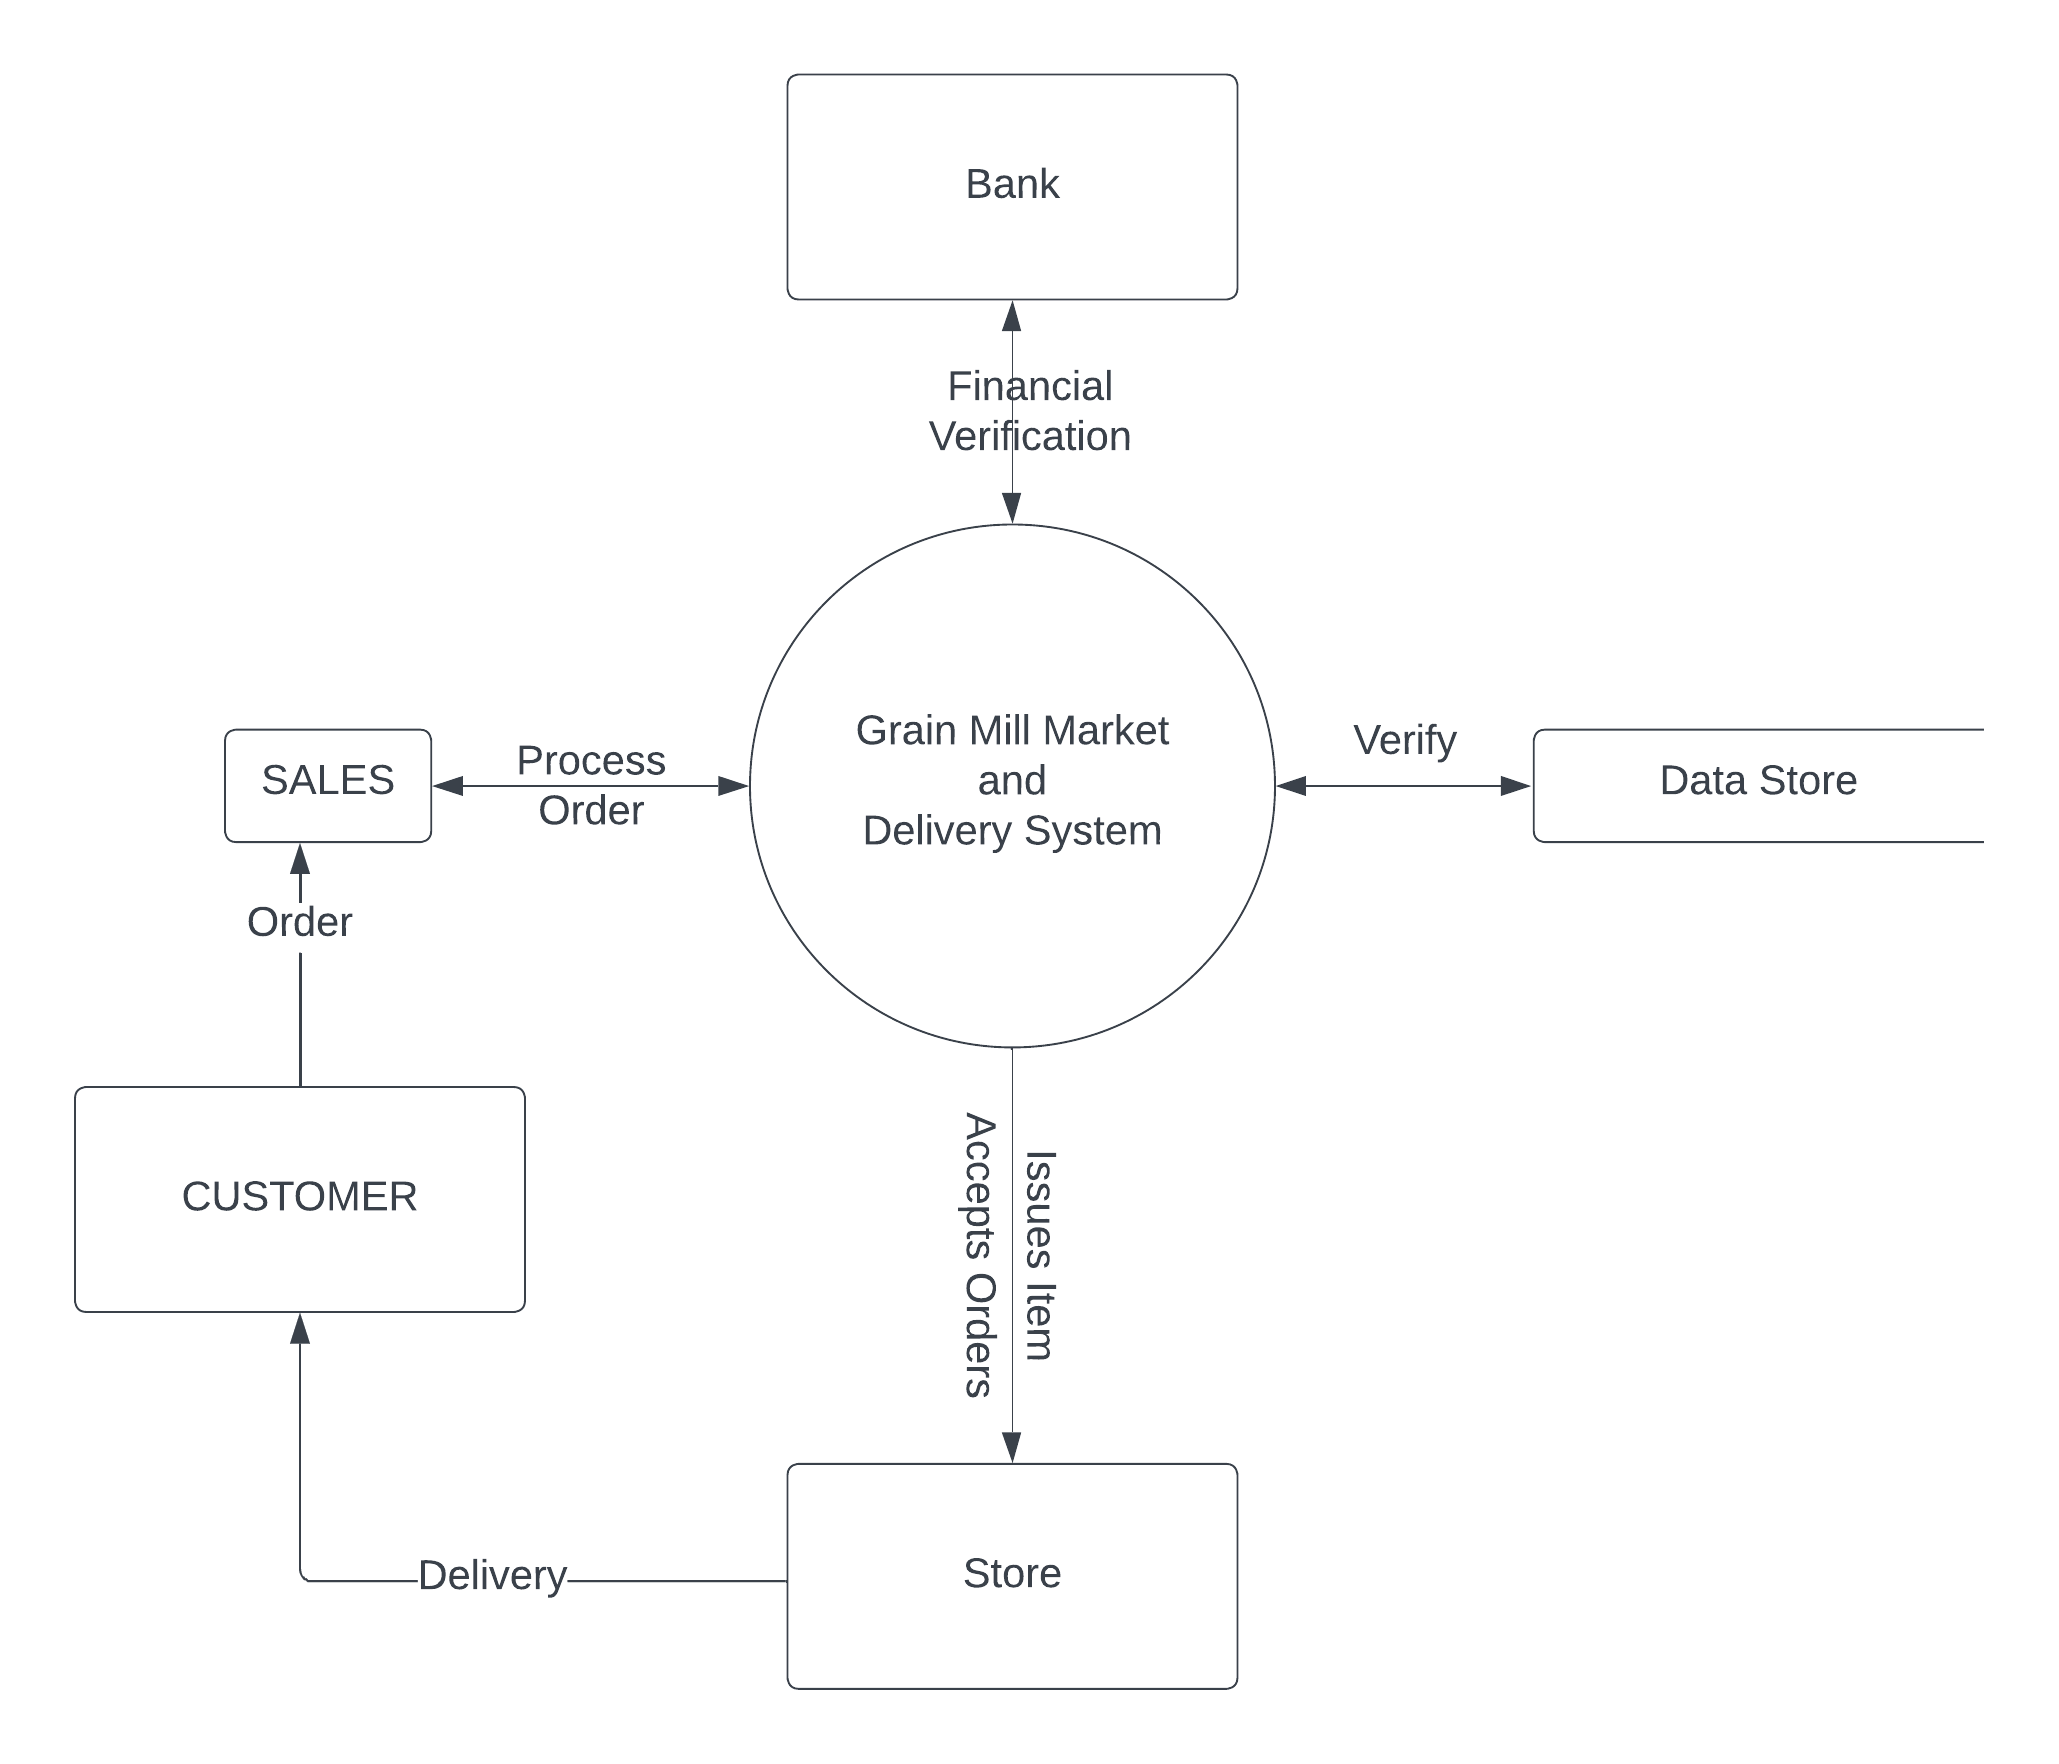 Bank
Financial
Verification
Grain Mill Market
and
Delivery System
SALES
Process
Order
Verify
Data Store
Order
CUSTOMER
Issues Item
Accepts Orders
Delivery
Store